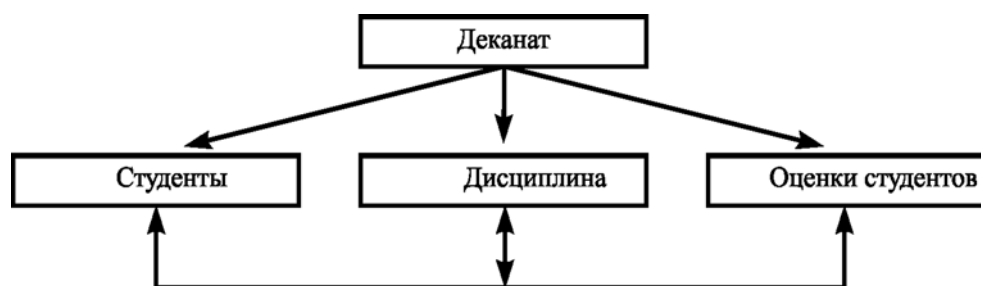 Деканат
Студенты
Дисциплина
Оценки студентов